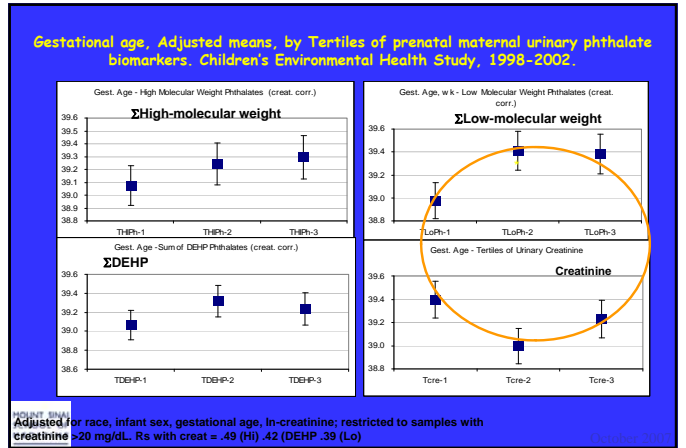 Gestational age, Adjusted means, by Tertiles of prenatal maternal urinary phthalate
biomarkers. Children's Environmental Health Study, 1998-2002.
Gest. Age - High Molecular Weight Phthalates (creat. corr.)
ΣHigh-molecular weight
39.6
39.5
39.4
39.3
39.2
39.1
39.0
38.9
38.8
THIPh-1 THIPh-2 THIPh-3
Gest. Age, wk - Low Molecular Weight Phthalates (creat.
corr.)
ΣLow-molecular weight
39.6
39.4
39.2
39.0
38.8
TLoPh-1 TLoPh-2 TLoPh-3
Gest. Age -Sum of DEHP Phthalates (creat. corr.)
ΣDEHP
39.6
39.4
39.2
39.0
38.8
38.6
TDEHP-1 TDEHP-2 TDEHP-3
Gest. Age - Tertiles of Urinary Creatinine
Creatinine
39.6
39.4
39.2
39.0
38.8
Tcre-1 Tcre-2 Tcre-3
MOUNT SINAI
SCHOOL OF
Adjusted for race, infant sex, gestational age, ln-creatinine; restricted to samples with
creatinine >20 mg/dL. Rs with creat = .49 (Hi) .42 (DEHP .39 (Lo)
October 2007